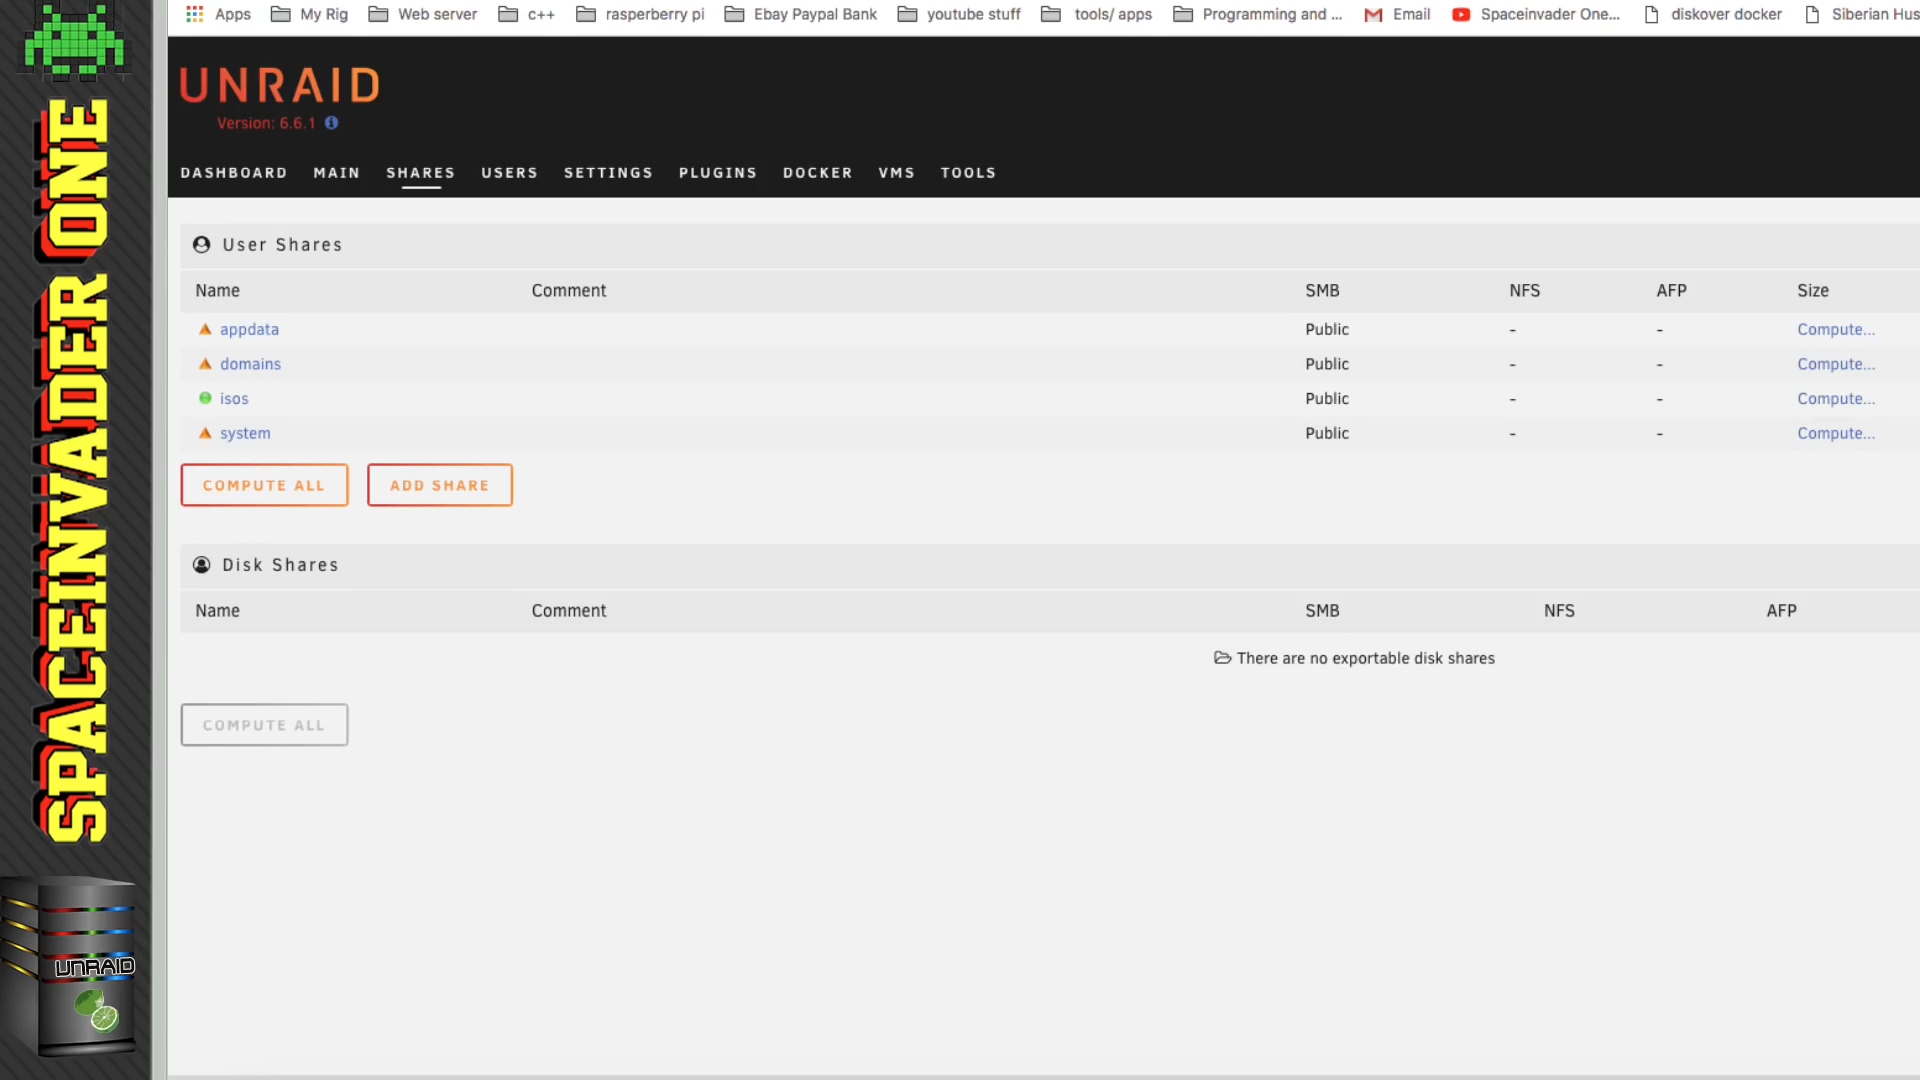 Apps My Rig Web server c++ rasperberry pi Ebay Paypal Bank youtube stuff tools/ apps Programming and ... Email Spaceinvader One... diskover docker Siberian Hus
UNRAID
Version: 6.6.1
DASHBOARD MAIN SHARES USERS SETTINGS PLUGINS DOCKER VMS TOOLS
User Shares
Name Comment SMB NFS AFP Size
appdata Public - - Compute...
domains Public - - Compute...
isos Public - - Compute...
system Public - - Compute...
COMPUTE ALL ADD SHARE
Disk Shares
Name Comment SMB NFS AFP
There are no exportable disk shares
COMPUTE ALL
SPACEINVADER ONE
UNRAID